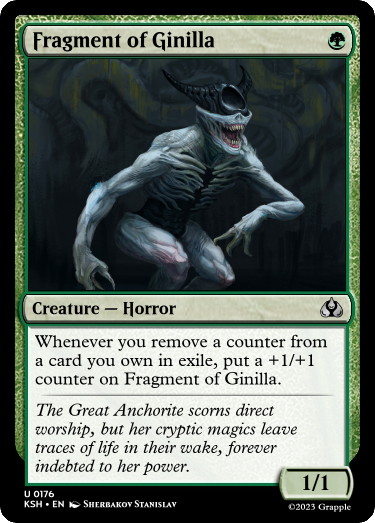 Fragment of Ginilla
Creature — Horror
Whenever you remove a counter from
a card you own in exile, put a +1/+1
counter on Fragment of Ginilla.
The Great Anchorite scorns direct
worship, but her cryptic magics leave
traces of life in their wake, forever
indebted to her power.
1/1
U 0176
KSH • EN Sherbakov Stanislav
©2023 Grapple